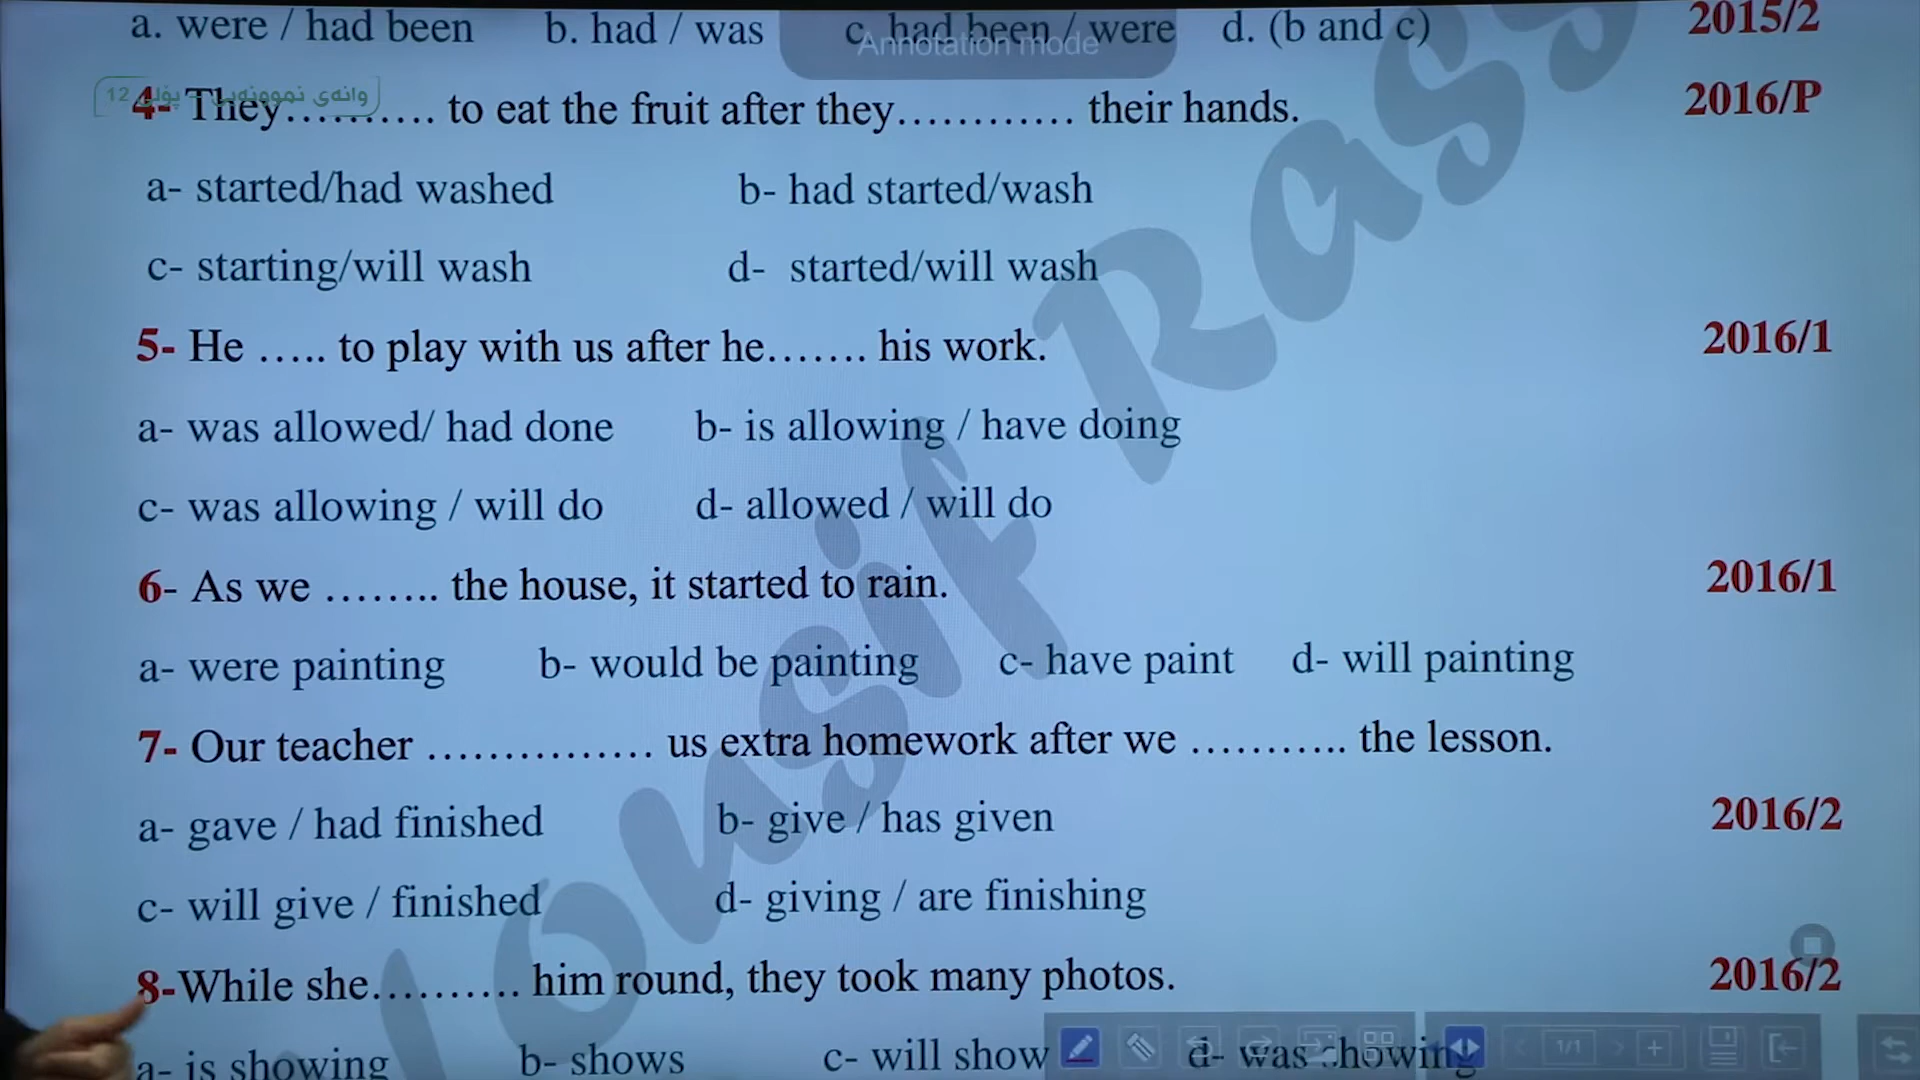 a. were / had been b. had / was c. had been / were d. (b and c) 2015/2
Annotation mode
وانەی نموونەیی - پۆلی 12
4- They.......... to eat the fruit after they............ their hands. 2016/P
a- started/had washed b- had started/wash
c- starting/will wash d- started/will wash
5- He ..... to play with us after he....... his work. 2016/1
a- was allowed/ had done b- is allowing / have doing
c- was allowing / will do d- allowed / will do
6- As we ........ the house, it started to rain. 2016/1
a- were painting b- would be painting c- have paint d- will painting
7- Our teacher ............... us extra homework after we ........... the lesson.
a- gave / had finished b- give / has given 2016/2
c- will give / finished d- giving / are finishing
8-While she.......... him round, they took many photos. 2016/2
a- is showing b- shows c- will show d- was showing
1/1